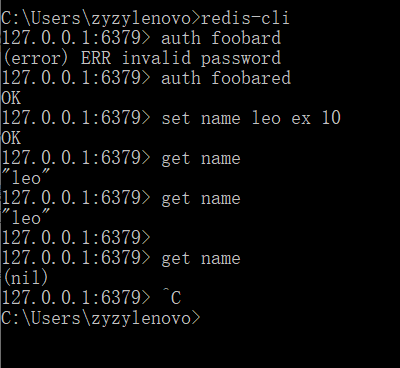 C:\Users\zyzylenovo>redis-cli
127.0.0.1:6379> auth foobard
(error) ERR invalid password
127.0.0.1:6379> auth foobared
OK
127.0.0.1:6379> set name leo ex 10
OK
127.0.0.1:6379> get name
"leo"
127.0.0.1:6379> get name
"leo"
127.0.0.1:6379>
127.0.0.1:6379> get name
(nil)
127.0.0.1:6379> ^C
C:\Users\zyzylenovo>